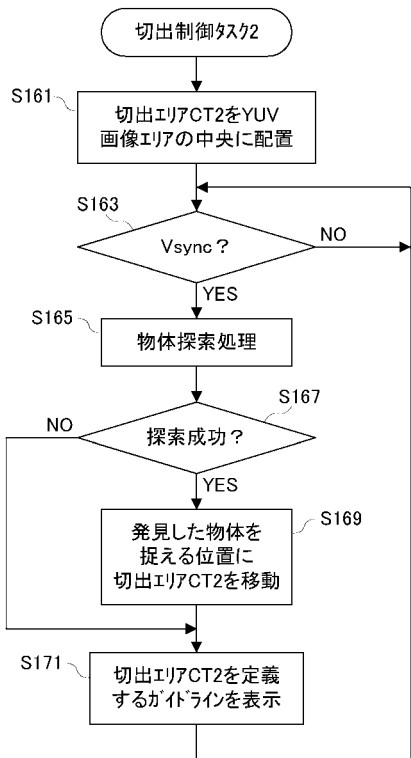 切出制御ﾀｽｸ2
S161
切出ｴﾘｱCT2をYUV
画像ｴﾘｱの中央に配置
S163
Vsync？
NO
YES
S165
物体探索処理
S167
探索成功？
NO
YES
S169
発見した物体を
捉える位置に
切出ｴﾘｱCT2を移動
S171
切出ｴﾘｱCT2を定義
するｶﾞｲﾄﾞﾗｲﾝを表示